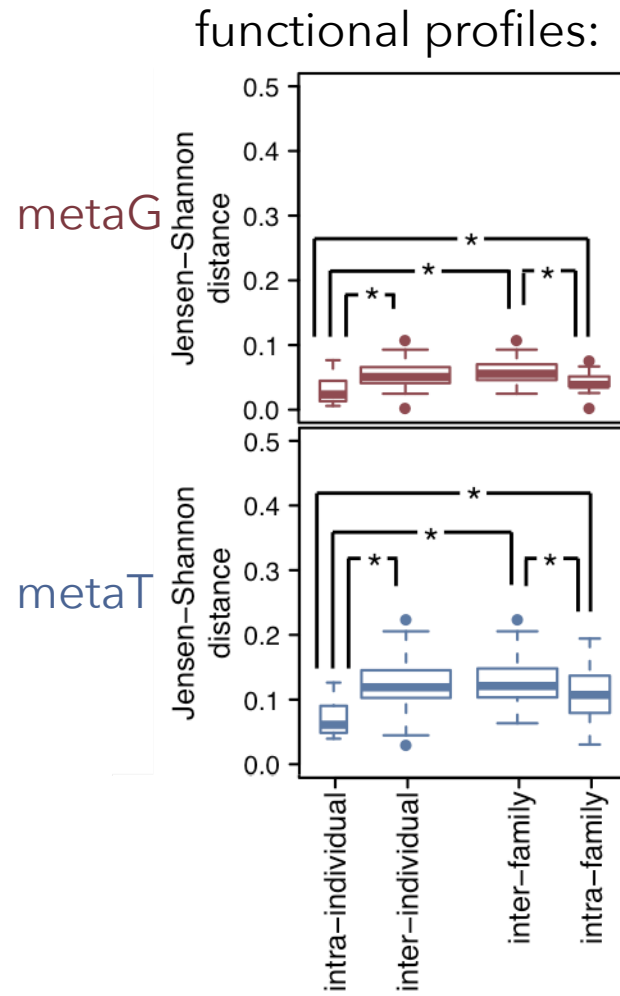 functional profiles:
metaG
Jensen−Shannon
distance
0.5
0.4
0.3
0.2
0.1
0.0
*
*
*
*
metaT
Jensen−Shannon
distance
0.5
0.4
0.3
0.2
0.1
0.0
*
*
*
*
intra−individual
inter−individual
inter−family
intra−family